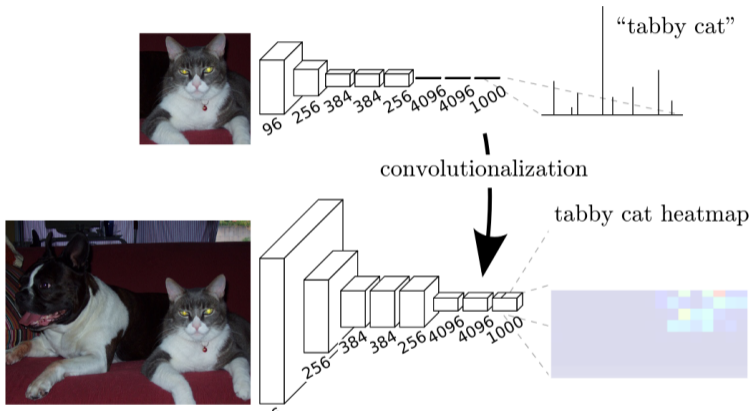 “tabby cat”
96 256 384 384 256 4096 4096 1000
convolutionalization
tabby cat heatmap
256 384 384 256 4096 4096 1000